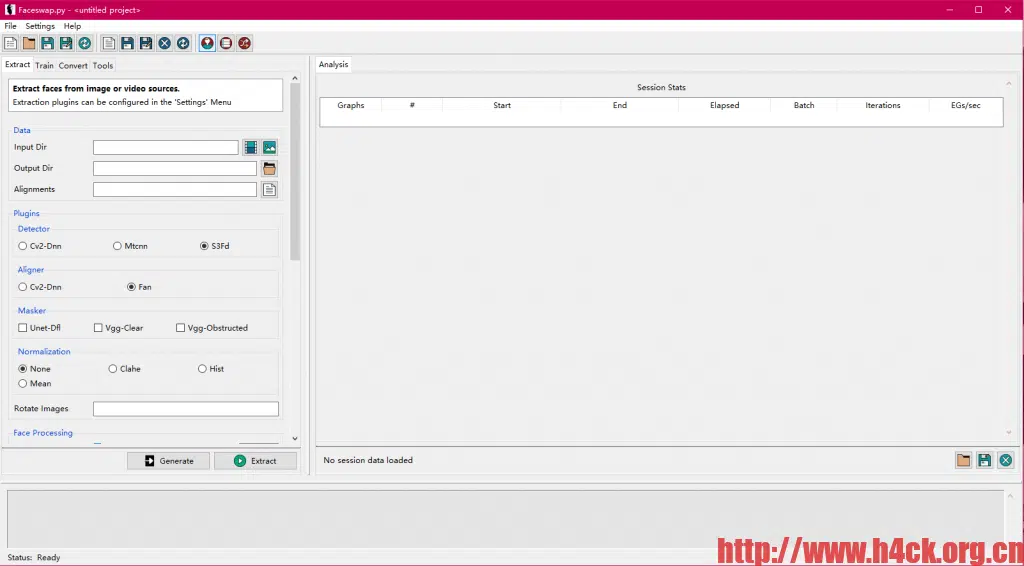 Faceswap.py - <untitled project>
File Settings Help
Extract Train Convert Tools
Extract faces from image or video sources.
Extraction plugins can be configured in the 'Settings' Menu
Data
Input Dir
Output Dir
Alignments
Plugins
Detector
Cv2-Dnn Mtcnn S3Fd
Aligner
Cv2-Dnn Fan
Masker
Unet-Dfl Vgg-Clear Vgg-Obstructed
Normalization
None Clahe Hist
Mean
Rotate Images
Face Processing
Generate Extract
Analysis
Session Stats
Graphs # Start End Elapsed Batch Iterations EGs/sec
No session data loaded
Status: Ready
http://www.h4ck.org.cn